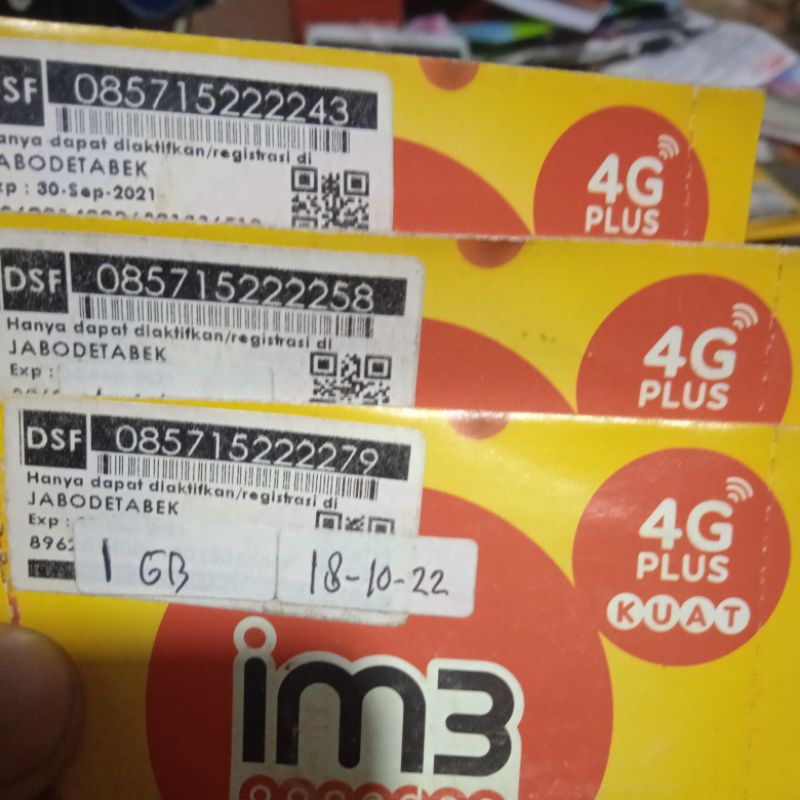 DSF 085715222243
Hanya dapat diaktifkan/registrasi di
JABODETABEK
Exp : 30-Sep-2021
4G
PLUS
DSF 085715222258
Hanya dapat diaktifkan/registrasi di
JABODETABEK
Exp :
4G
PLUS
DSF 085715222279
Hanya dapat diaktifkan/registrasi di
JABODETABEK
Exp :
8962
1 GB 18-10-22
4G
PLUS
KUAT
im3
ooredoo